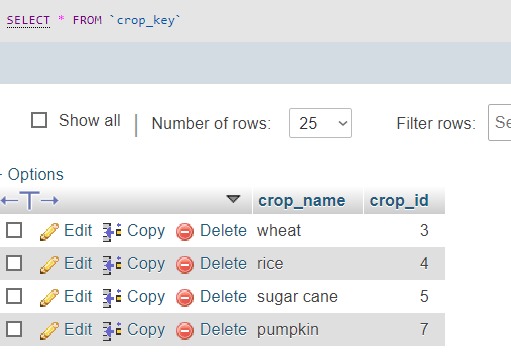 SELECT * FROM `crop_key`
Show all | Number of rows: 25 Filter rows:
Options
crop_name crop_id
Edit Copy Delete wheat 3
Edit Copy Delete rice 4
Edit Copy Delete sugar cane 5
Edit Copy Delete pumpkin 7